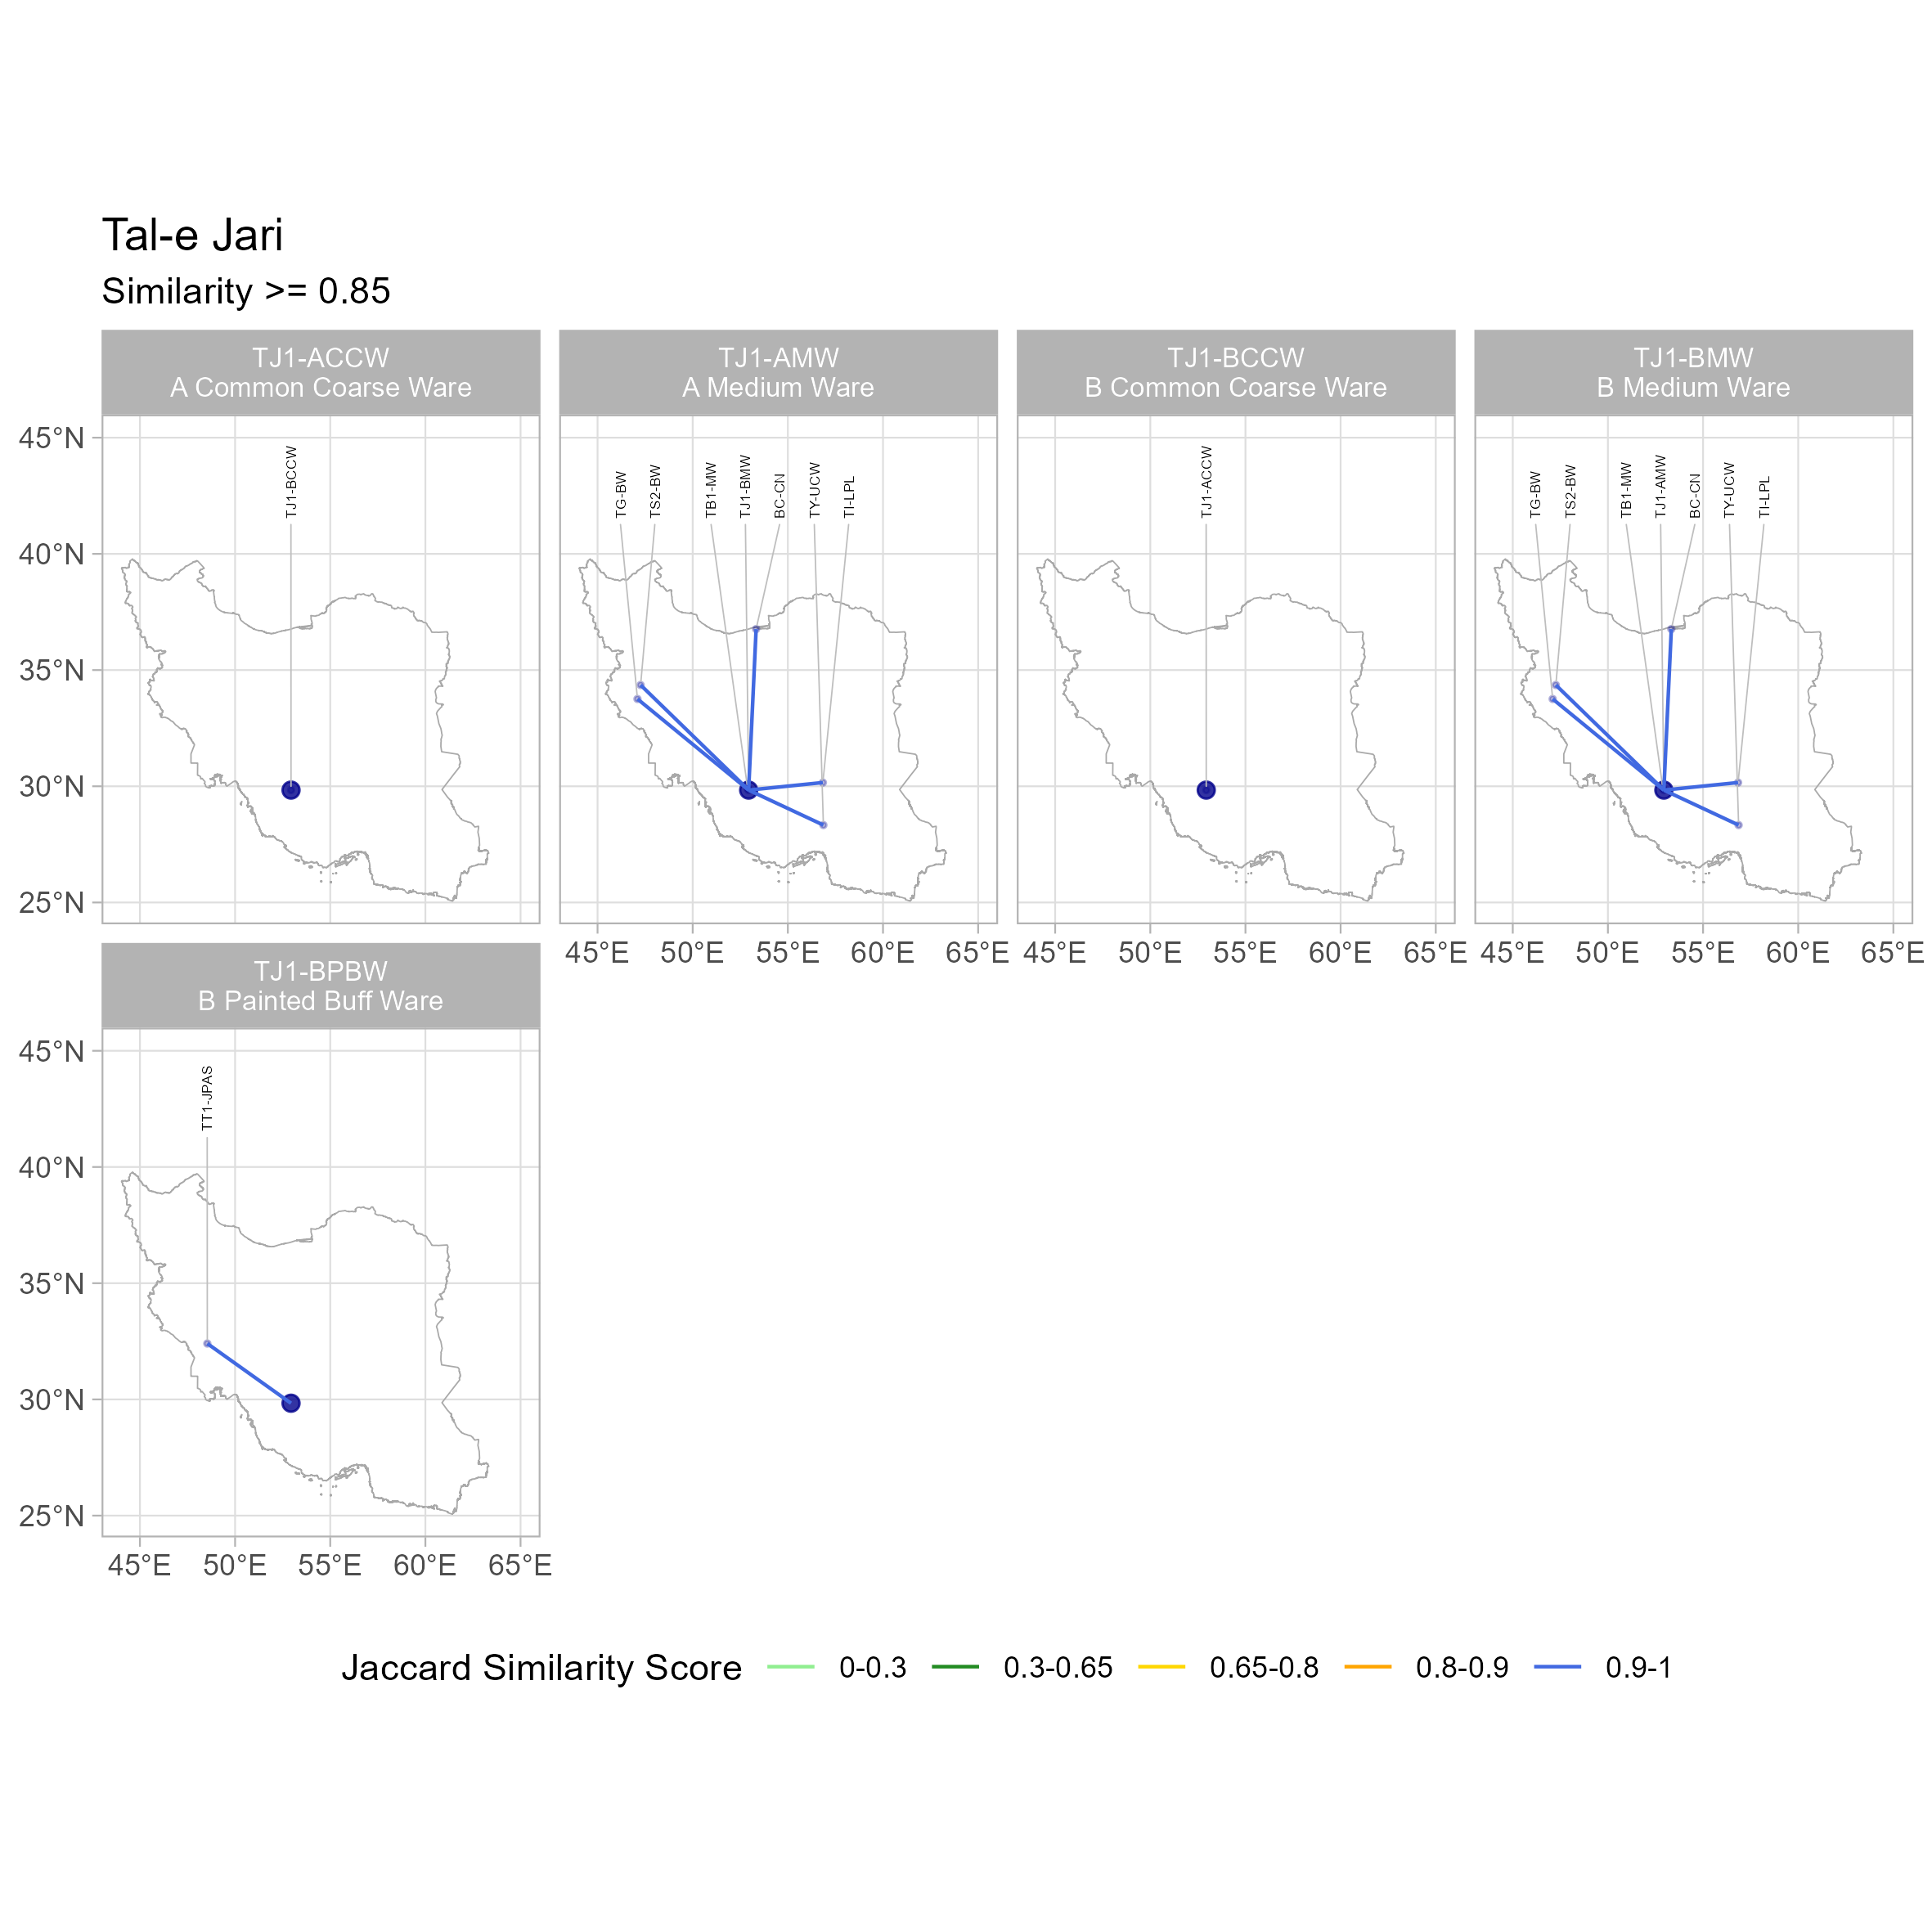 Tal-e Jari
Similarity >= 0.85
TJ1-ACCW
A Common Coarse Ware
TJ1-AMW
A Medium Ware
TJ1-BCCW
B Common Coarse Ware
TJ1-BMW
B Medium Ware
45°N
40°N
35°N
30°N
25°N
TJ1-BCCW
TG-BW
TS2-BW
TB1-MW
TJ1-BMW
BC-CN
TY-UCW
TI-LPL
TJ1-ACCW
TG-BW
TS2-BW
TB1-MW
TJ1-AMW
BC-CN
TY-UCW
TI-LPL
45°E 50°E 55°E 60°E 65°E
45°E 50°E 55°E 60°E 65°E
45°E 50°E 55°E 60°E 65°E
TJ1-BPBW
B Painted Buff Ware
45°N
40°N
35°N
30°N
25°N
TT1-JPAS
45°E 50°E 55°E 60°E 65°E
Jaccard Similarity Score 0-0.3 0.3-0.65 0.65-0.8 0.8-0.9 0.9-1